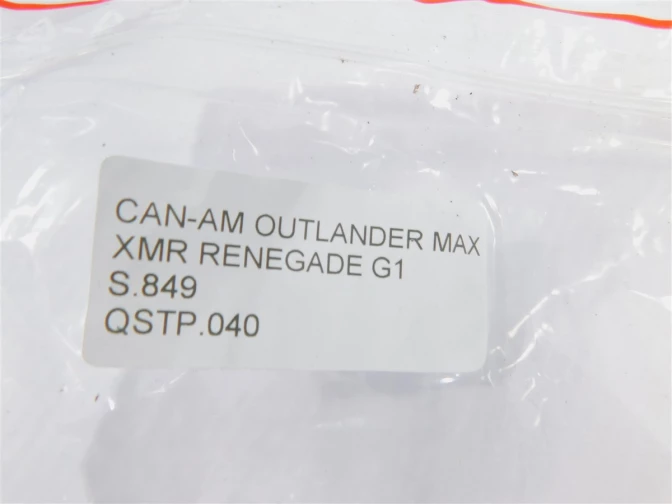 CAN-AM OUTLANDER MAX
XMR RENEGADE G1
S.849
QSTP.040